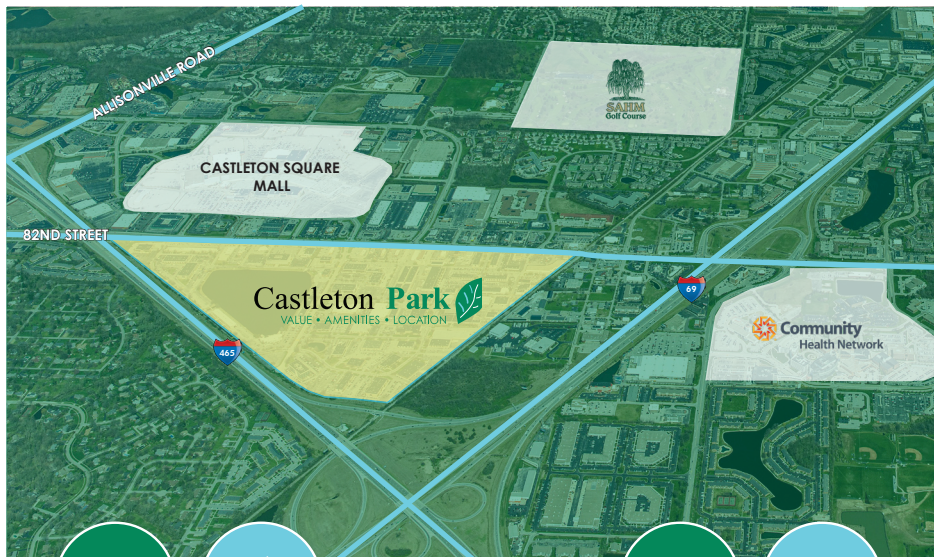 ALLISONVILLE ROAD
SAHM
Golf Course
CASTLETON SQUARE
MALL
82ND STREET
Castleton Park
VALUE • AMENITIES • LOCATION
69
465
Community
Health Network